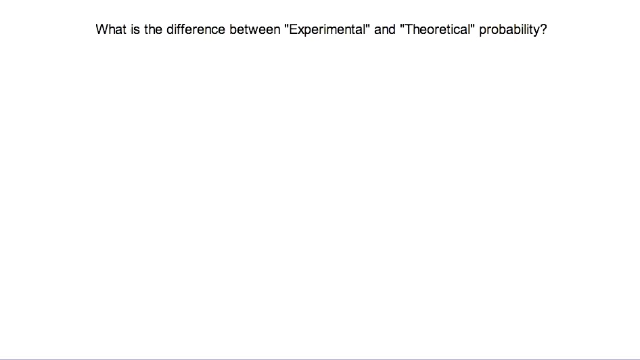 What is the difference between "Experimental" and "Theoretical" probability?